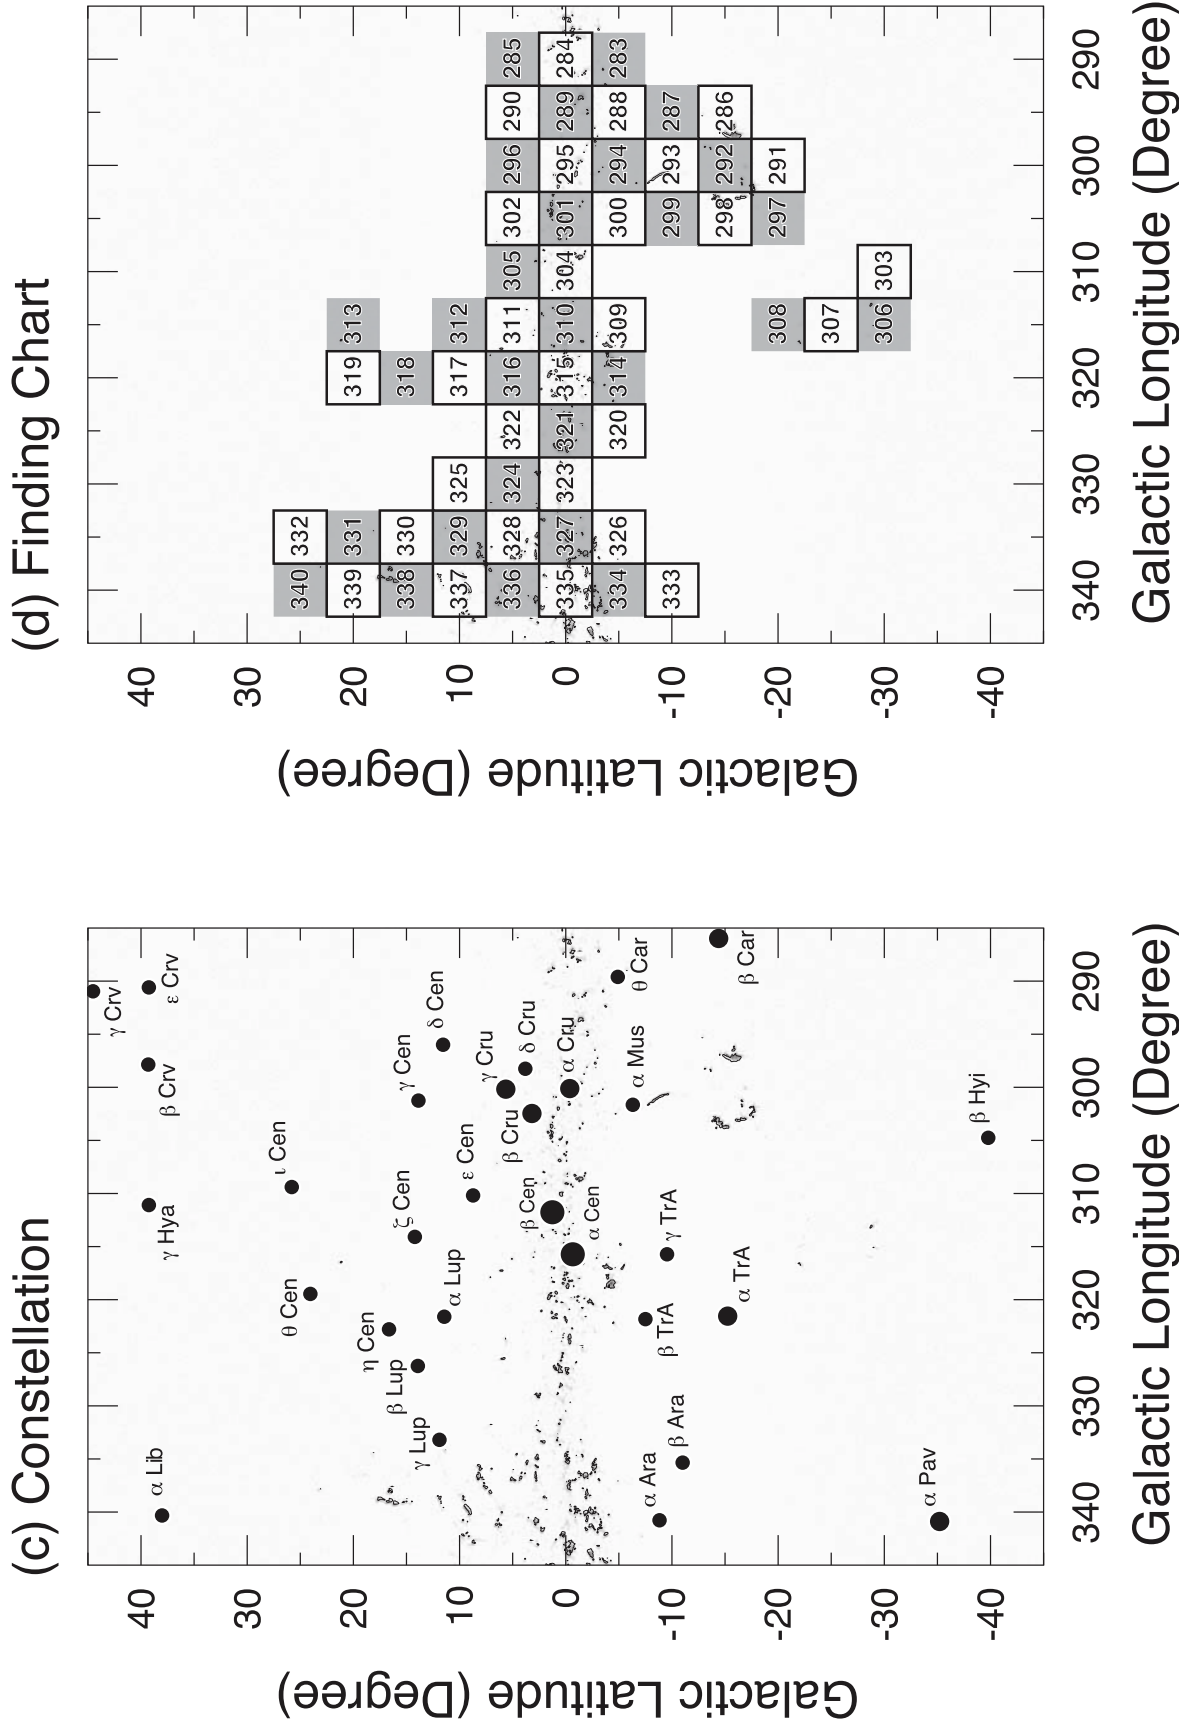 (c) Constellation
γ Crv
ε Crv
β Crv
γ Hya
α Lib
ι Cen
θ Cen
η Cen
β Lup
γ Lup
ζ Cen
α Lup
γ Cen
δ Cen
ε Cen
γ Cru
δ Cru
β Cru
α Cru
β Cen
α Cen
α Mus
θ Car
β Car
γ TrA
β TrA
α TrA
α Ara
β Ara
α Pav
β Hyi
40
20
10
0
-10
-20
-30
-40
Galactic Latitude (Degree)
340
330
320
310
300
290
Galactic Longitude (Degree)
(d) Finding Chart
340 332
339 331 319 313
338 330 318
337 329 325 317 312
336 328 324 322 316 311 305 302 296 290 285
335 327 323 321 315 310 304 301 295 289 284
334 326 320 314 309 300 294 288 283
333 299 293 287
298 292 286
308 297 291
307
306 303
40
20
10
0
-10
-20
-30
-40
Galactic Latitude (Degree)
340
330
320
310
300
290
Galactic Longitude (Degree)